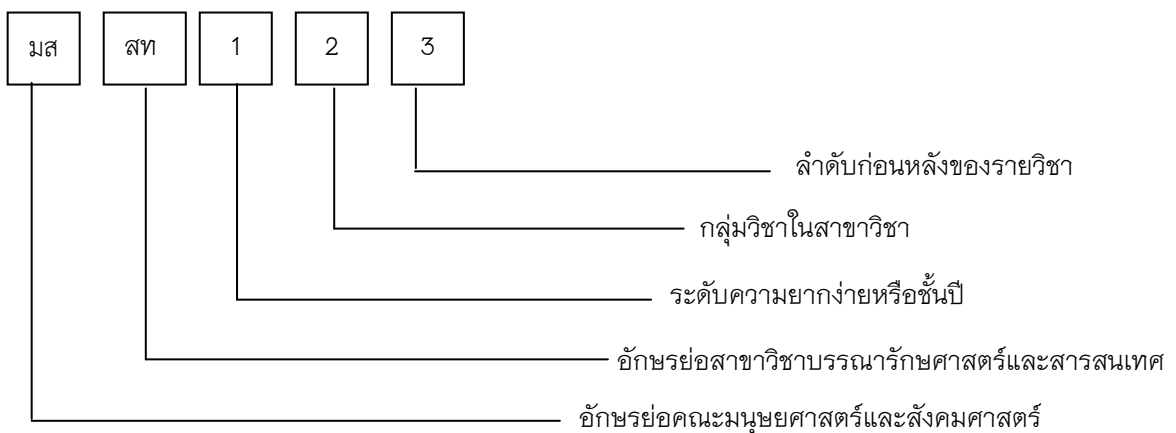 มส สท 1 2 3
ลำดับก่อนหลังของรายวิชา
กลุ่มวิชาในสาขาวิชา
ระดับความยากง่ายหรือชั้นปี
อักษรย่อสาขาวิชาบรรณารักษศาสตร์และสารสนเทศ
อักษรย่อคณะมนุษยศาสตร์และสังคมศาสตร์